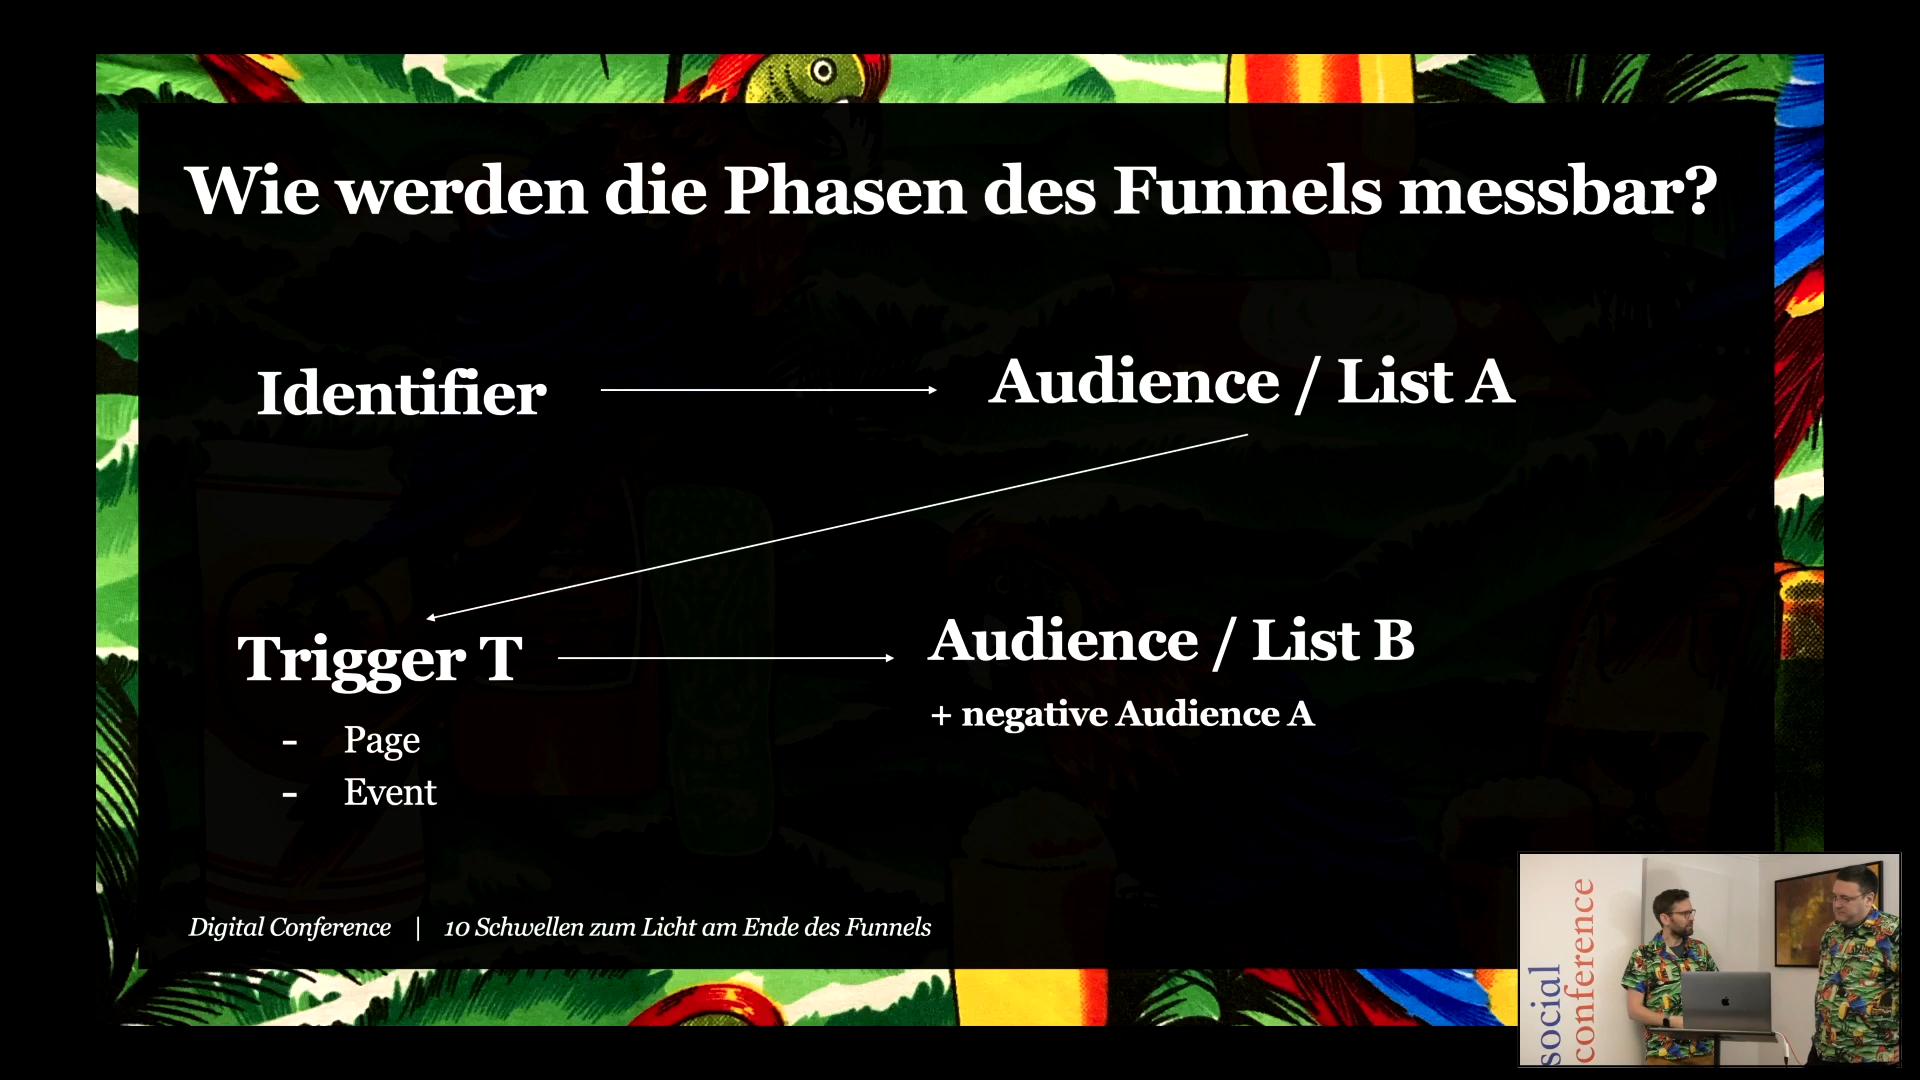 Wie werden die Phasen des Funnels messbar?
Identifier
Audience / List A
Trigger T
- Page
- Event
Audience / List B
+ negative Audience A
Digital Conference | 10 Schwellen zum Licht am Ende des Funnels
social
conference